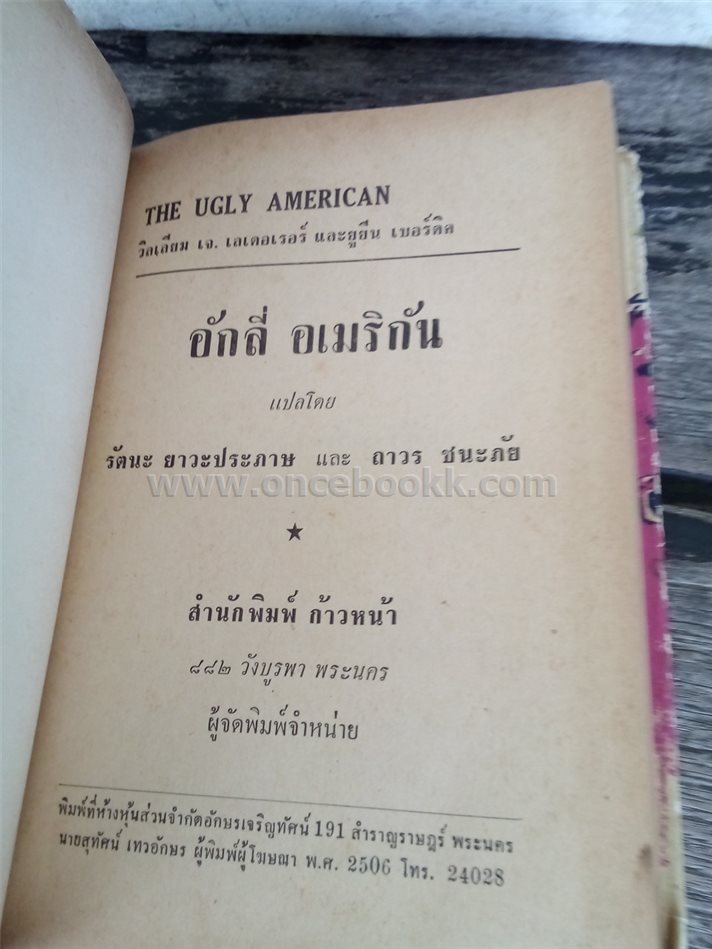 THE UGLY AMERICAN
วิลเลียม เจ. เลเดอเรอร์ และยูยีน เบอร์ดิค
อักลี่ อเมริกัน
แปลโดย
รัตนะ ยาวะประภาษ และ ถาวร ชนะภัย
www.oncebookk.com
★
สำนักพิมพ์ ก้าวหน้า
๘๘๒ วังบูรพา พระนคร
ผู้จัดพิมพ์จำหน่าย
พิมพ์ที่ห้างหุ้นส่วนจำกัดอักษรเจริญทัศน์ 191 สำราญราษฎร์ พระนคร
นายสุทัศน์ เทวอักษร ผู้พิมพ์ผู้โฆษณา พ.ศ. 2506 โทร. 24028